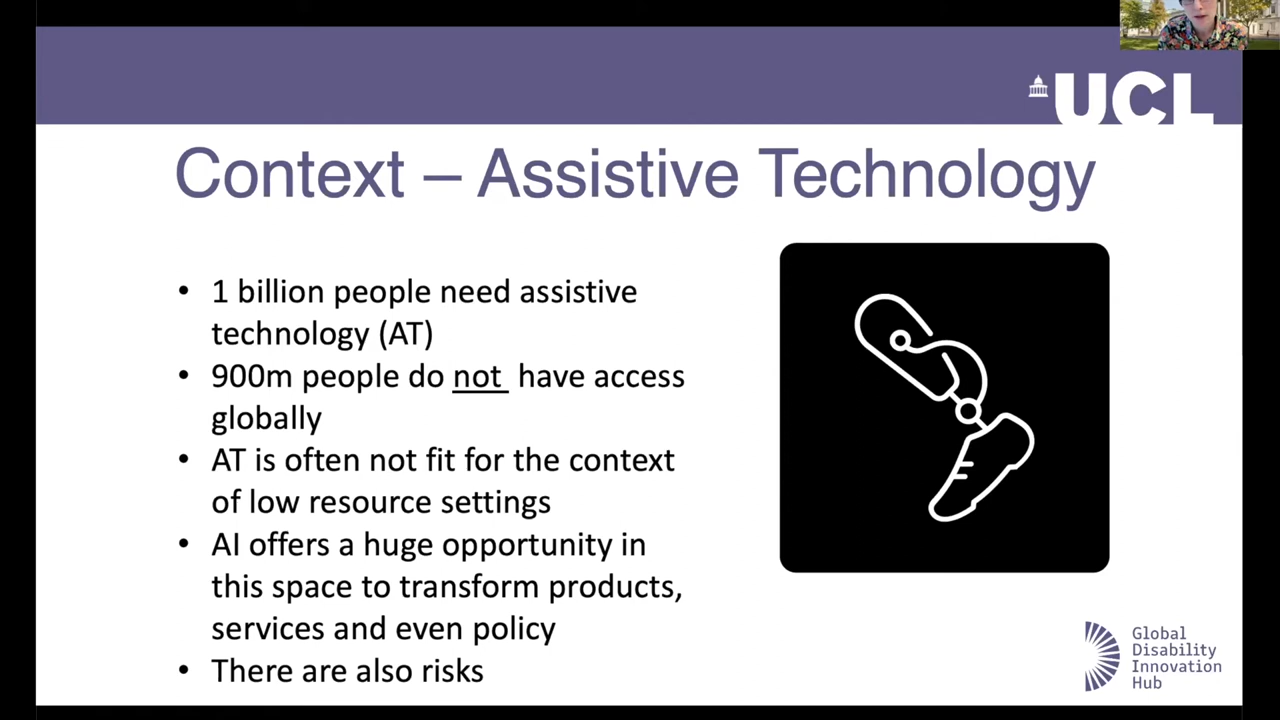 UCL
Context – Assistive Technology
• 1 billion people need assistive
technology (AT)
• 900m people do not have access
globally
• AT is often not fit for the context
of low resource settings
• AI offers a huge opportunity in
this space to transform products,
services and even policy
• There are also risks
Global
Disability
Innovation
Hub